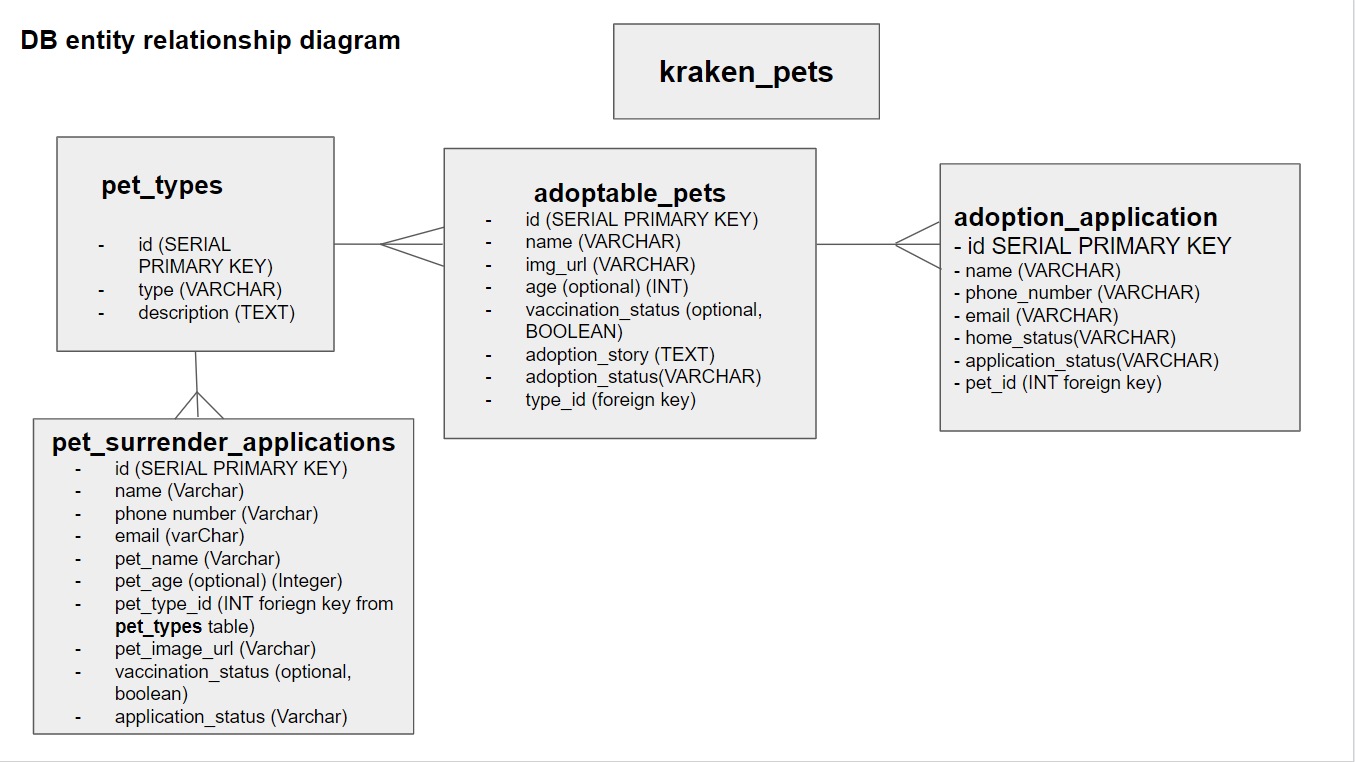 DB entity relationship diagram
kraken_pets
pet_types
- id (SERIAL
PRIMARY KEY)
- type (VARCHAR)
- description (TEXT)
adoptable_pets
- id (SERIAL PRIMARY KEY)
- name (VARCHAR)
- img_url (VARCHAR)
- age (optional) (INT)
- vaccination_status (optional,
BOOLEAN)
- adoption_story (TEXT)
- adoption_status(VARCHAR)
- type_id (foreign key)
adoption_application
- id SERIAL PRIMARY KEY
- name (VARCHAR)
- phone_number (VARCHAR)
- email (VARCHAR)
- home_status(VARCHAR)
- application_status(VARCHAR)
- pet_id (INT foreign key)
pet_surrender_applications
- id (SERIAL PRIMARY KEY)
- name (Varchar)
- phone number (Varchar)
- email (varChar)
- pet_name (Varchar)
- pet_age (optional) (Integer)
- pet_type_id (INT foriegn key from
pet_types table)
- pet_image_url (Varchar)
- vaccination_status (optional,
boolean)
- application_status (Varchar)